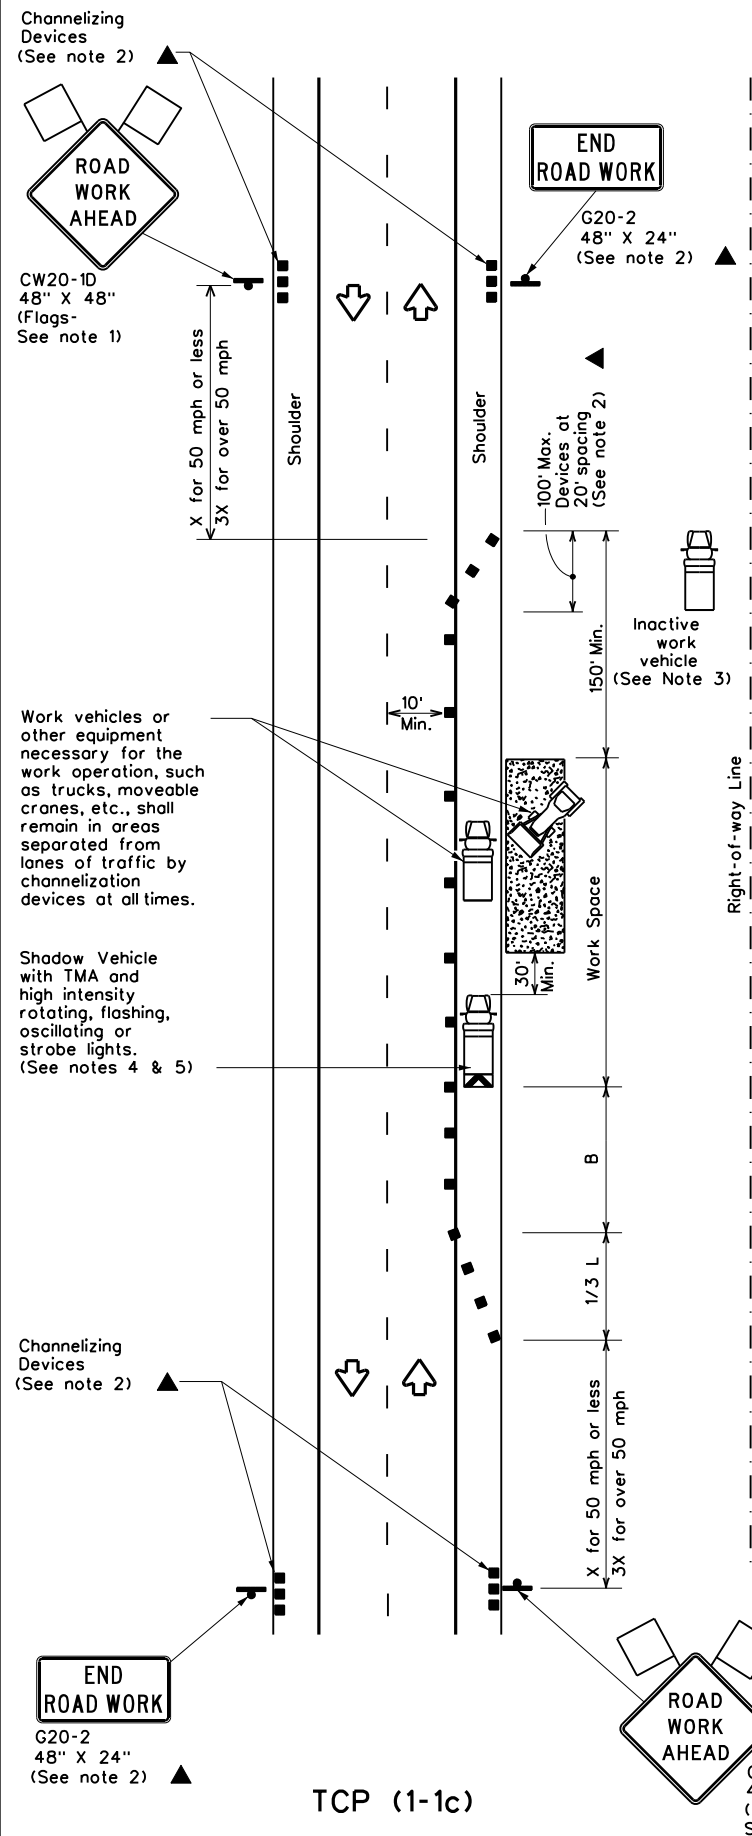 Channelizing
Devices
(See note 2)
ROAD
WORK
AHEAD
CW20-1D
48" X 48"
(Flags-
See note 1)
END
ROAD WORK
G20-2
48" X 24"
(See note 2)
X for 50 mph or less
3X for over 50 mph
Shoulder
Shoulder
100' Max.
Devices at
20' spacing
(See note 2)
150' Min.
Inactive
work
vehicle
(See Note 3)
10'
Min.
Work vehicles or
other equipment
necessary for the
work operation, such
as trucks, moveable
cranes, etc., shall
remain in areas
separated from
lanes of traffic by
channelization
devices at all times.
Right-of-way Line
Work Space
30'
Min.
Shadow Vehicle
with TMA and
high intensity
rotating, flashing,
oscillating or
strobe lights.
(See notes 4 & 5)
B
1/3 L
Channelizing
Devices
(See note 2)
X for 50 mph or less
3X for over 50 mph
END
ROAD WORK
G20-2
48" X 24"
(See note 2)
ROAD
WORK
AHEAD
TCP (1-1c)